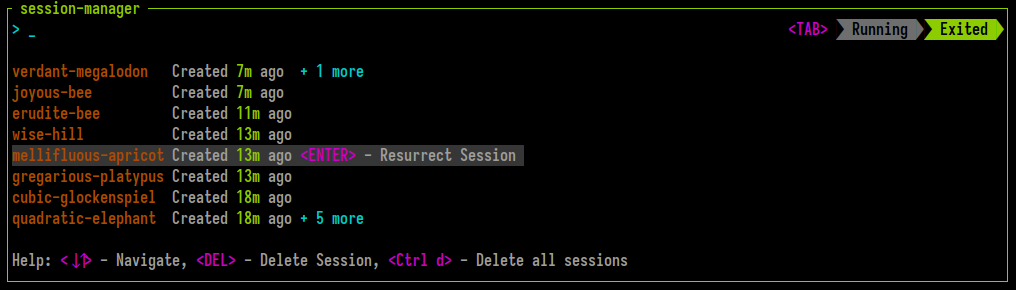 session-manager
> _ <TAB> Running Exited
verdant-megalodon Created 7m ago + 1 more
joyous-bee Created 7m ago
erudite-bee Created 11m ago
wise-hill Created 13m ago
mellifluous-apricot Created 13m ago <ENTER> - Resurrect Session
gregarious-platypus Created 13m ago
cubic-glockenspiel Created 18m ago
quadratic-elephant Created 18m ago + 5 more
Help: <↓↑> - Navigate, <DEL> - Delete Session, <Ctrl d> - Delete all sessions